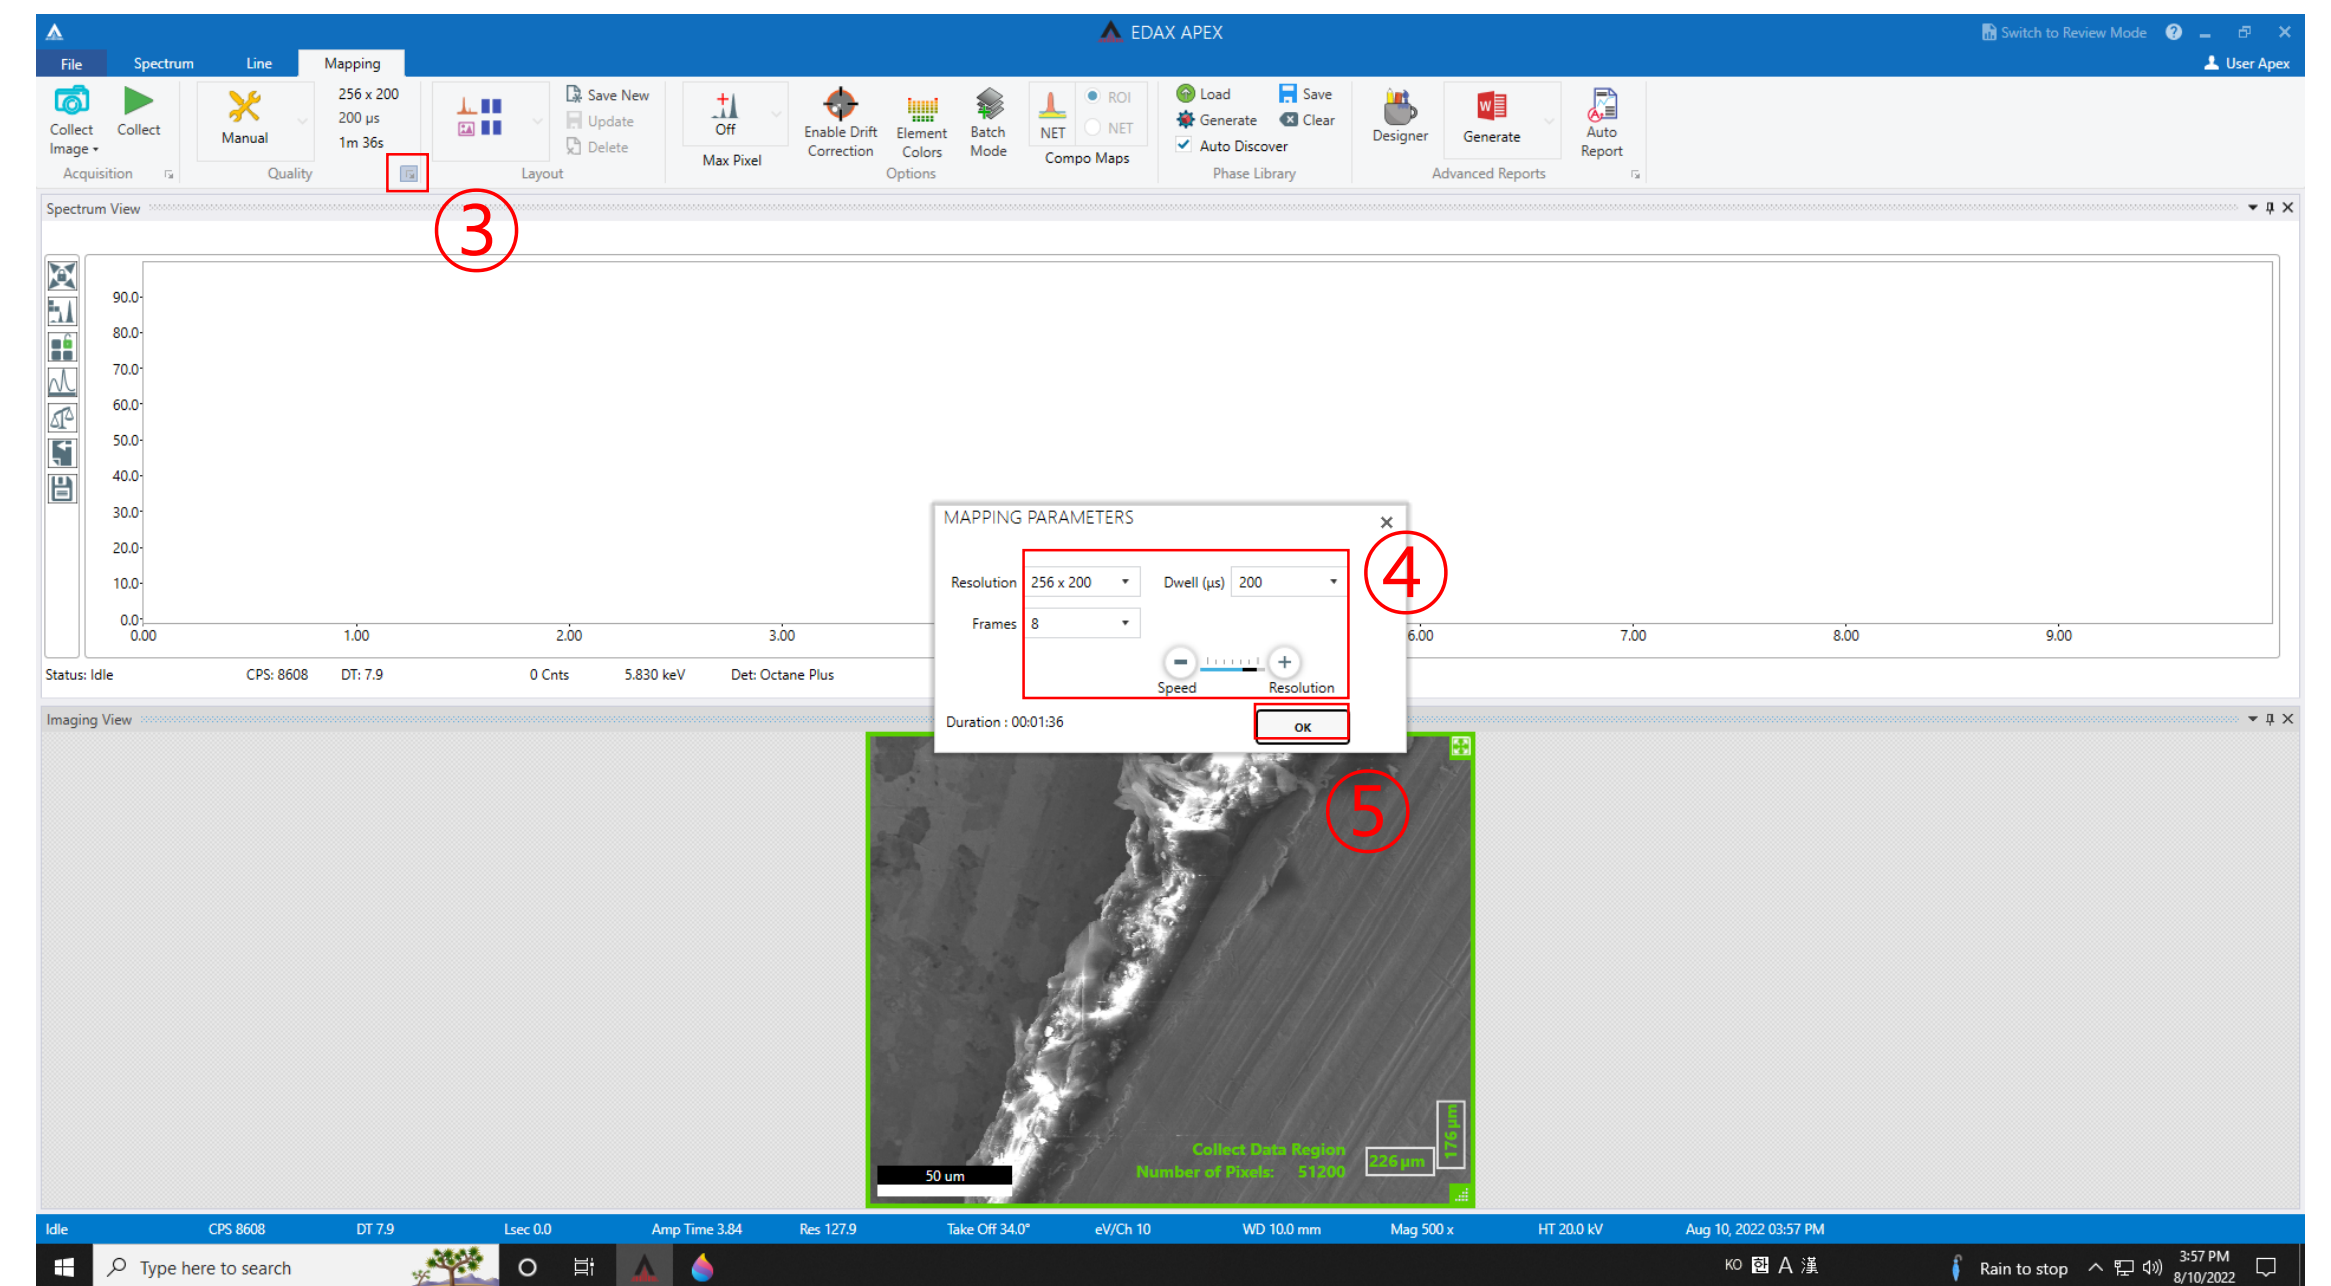 EDAX APEX
Switch to Review Mode
File Spectrum Line Mapping
User Apex
Collect Image
Collect
Acquisition
Manual
256 x 200
200 µs
1m 36s
Quality
Save New
Update
Delete
Layout
Off
Max Pixel
Enable Drift Correction
Element Colors
Batch Mode
Options
NET
ROI
NET
Compo Maps
Load
Save
Generate
Clear
Auto Discover
Phase Library
Designer
Generate
Advanced Reports
Auto Report
③
Spectrum View
90.0
80.0
70.0
60.0
50.0
40.0
30.0
20.0
10.0
0.0
0.00 1.00 2.00 3.00 6.00 7.00 8.00 9.00
Status: Idle CPS: 8608 DT: 7.9 0 Cnts 5.830 keV Det: Octane Plus
MAPPING PARAMETERS
④
Resolution 256 x 200 Dwell (µs) 200
Frames 8
Speed Resolution
Duration : 00:01:36 OK
⑤
Imaging View
Collect Data Region
Number of Pixels: 51200
226 µm
176 µm
50 um
Idle CPS 8608 DT 7.9 Lsec 0.0 Amp Time 3.84 Res 127.9 Take Off 34.0° eV/Ch 10 WD 10.0 mm Mag 500 x HT 20.0 kV Aug 10, 2022 03:57 PM
Type here to search
KO A 漢
Rain to stop
3:57 PM
8/10/2022